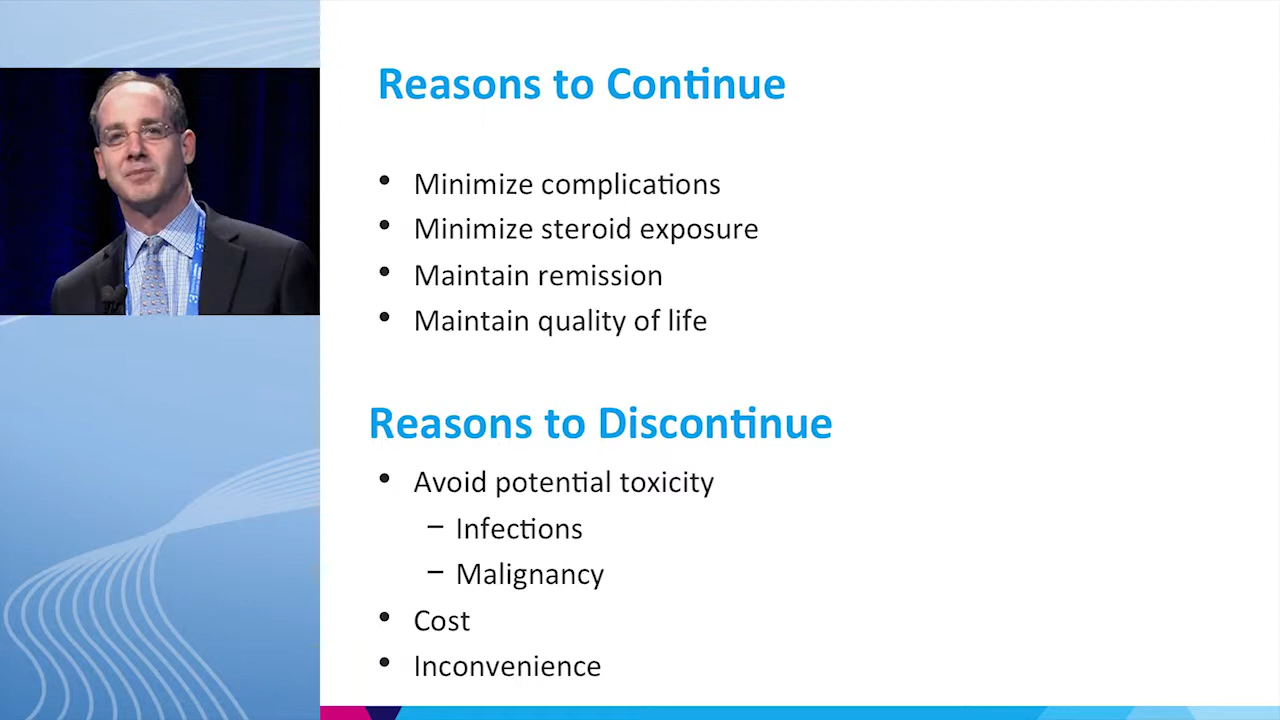 Reasons to Continue
• Minimize complications
• Minimize steroid exposure
• Maintain remission
• Maintain quality of life
Reasons to Discontinue
• Avoid potential toxicity
– Infections
– Malignancy
• Cost
• Inconvenience